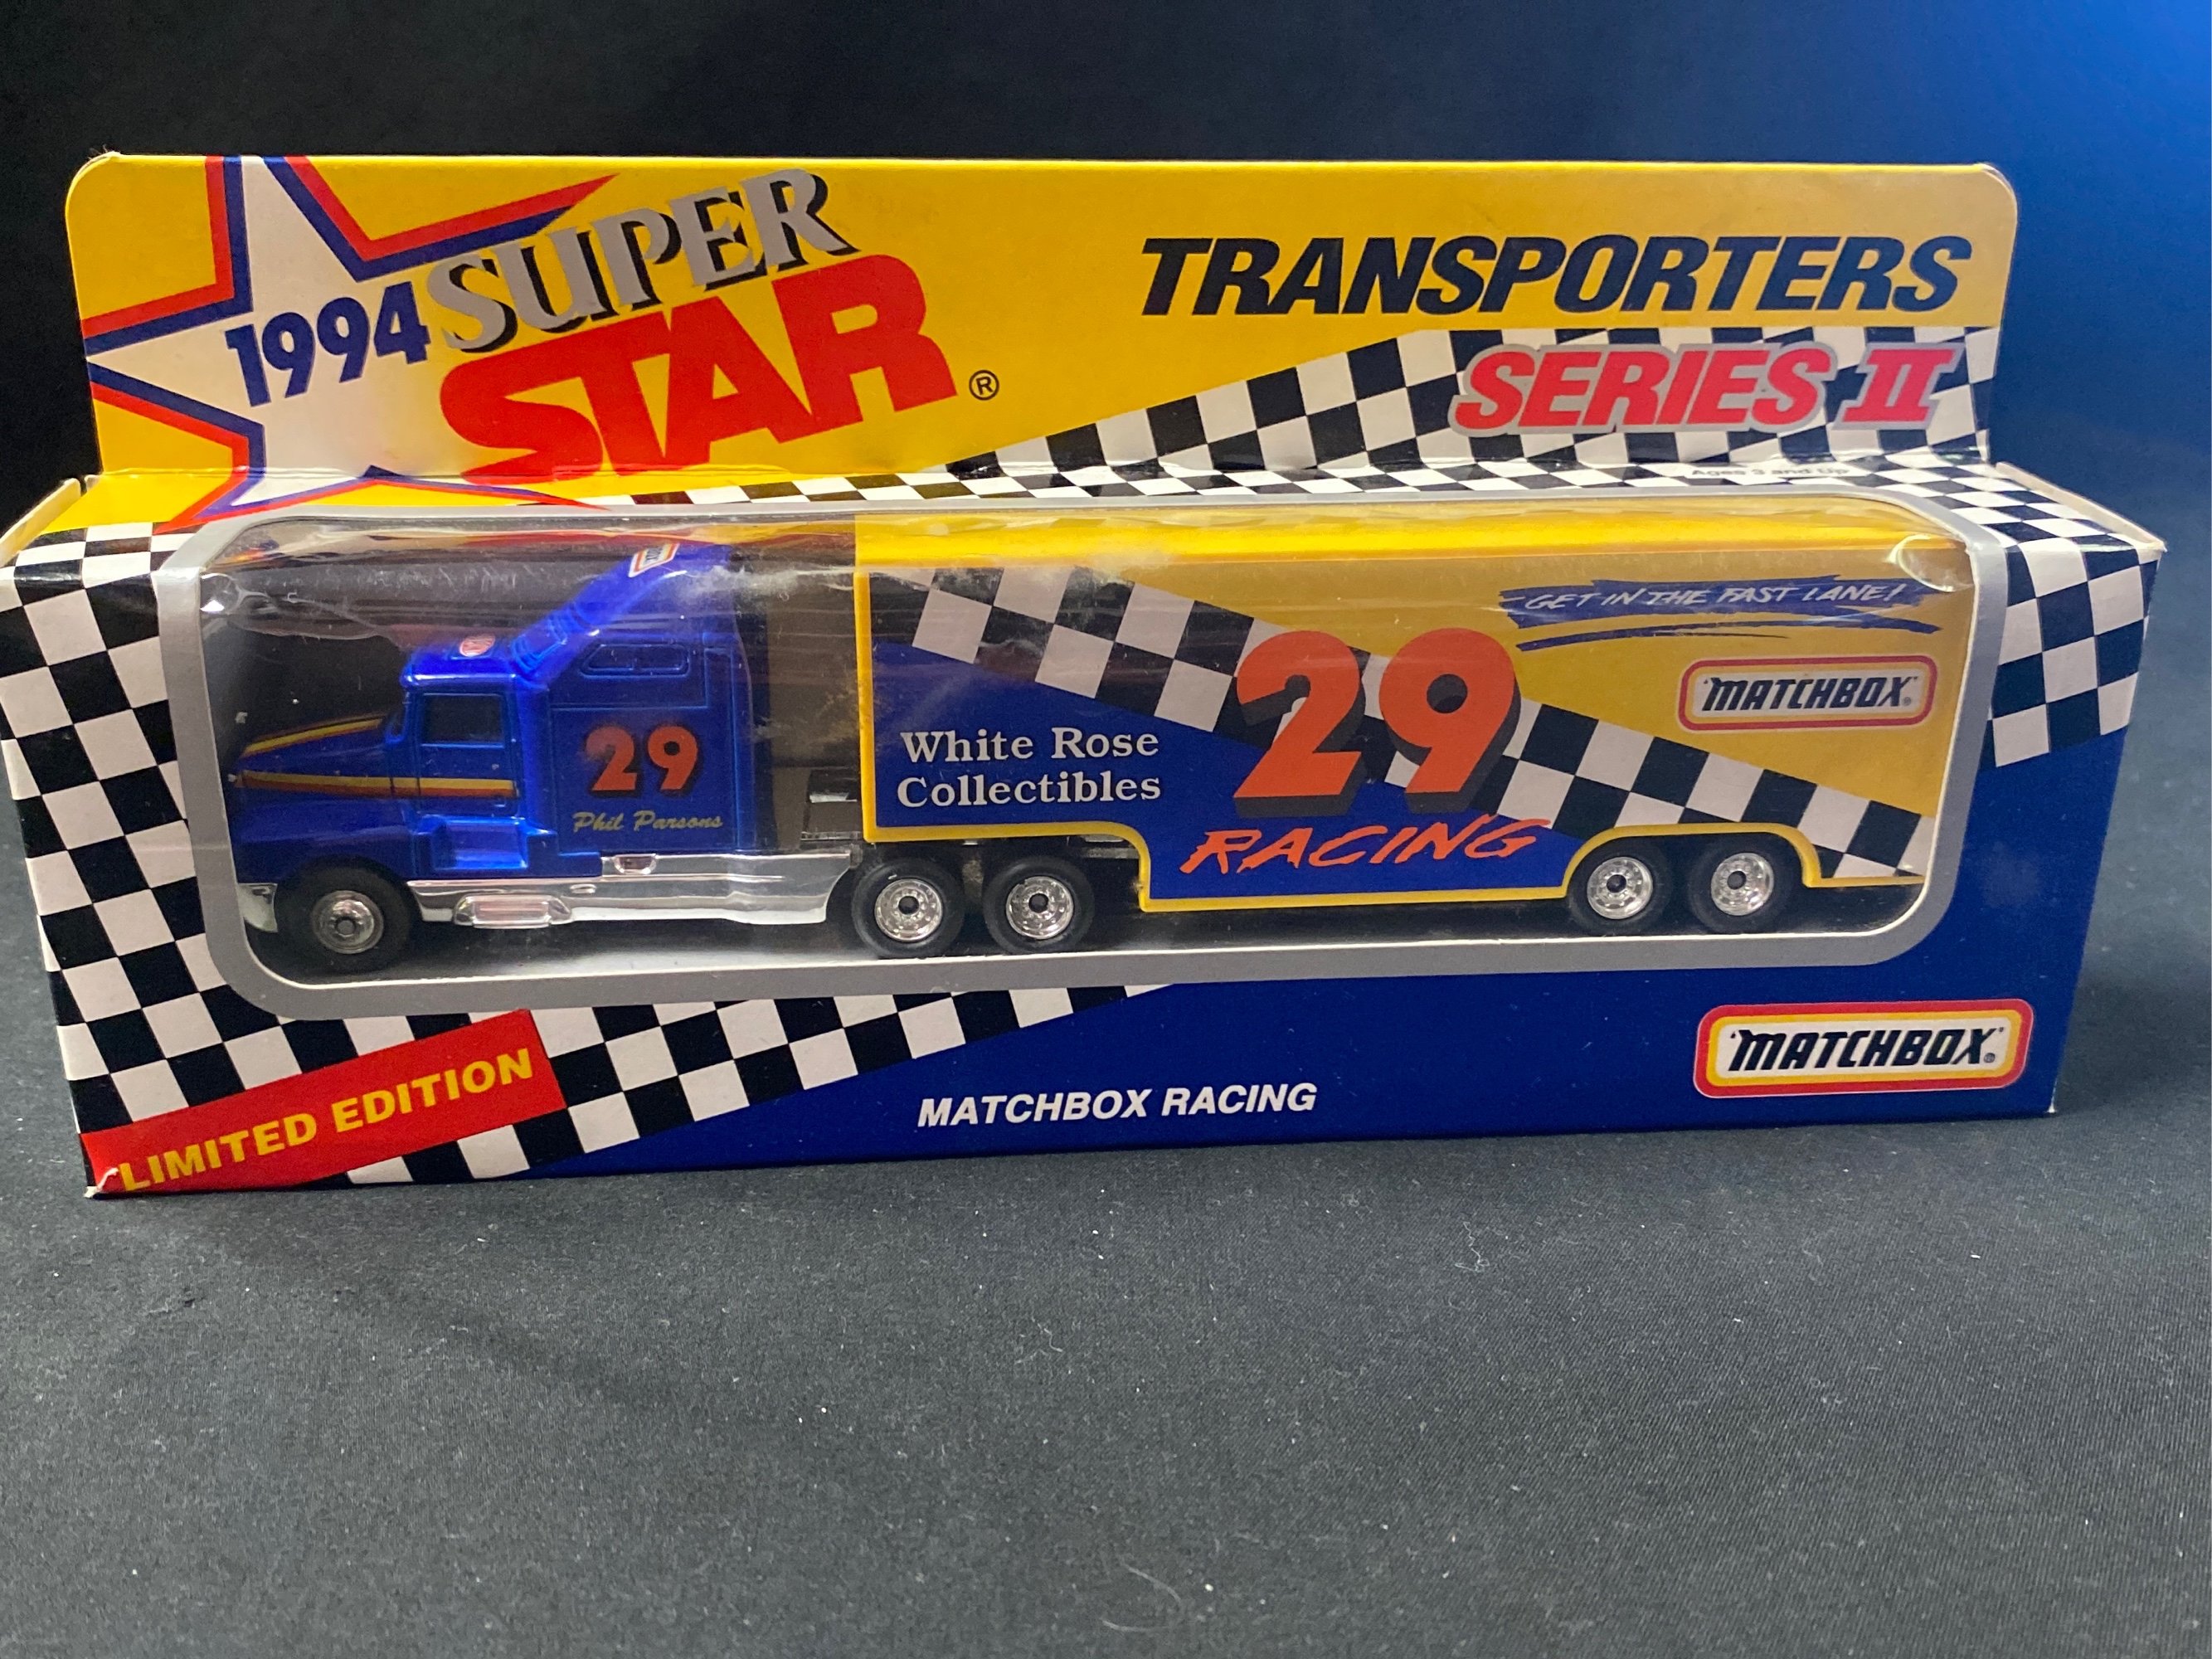 1994 SUPER
STAR®
TRANSPORTERS
SERIES II
Ages 3 and Up
GET IN THE FAST LANE!
MATCHBOX®
29
Phil Parsons
White Rose
Collectibles
29
RACING
LIMITED EDITION
MATCHBOX RACING
"MATCHBOX"®